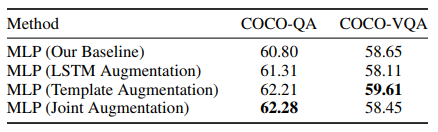 Method COCO-QA COCO-VQA
MLP (Our Baseline) 60.80 58.65
MLP (LSTM Augmentation) 61.31 58.11
MLP (Template Augmentation) 62.21 59.61
MLP (Joint Augmentation) 62.28 58.45